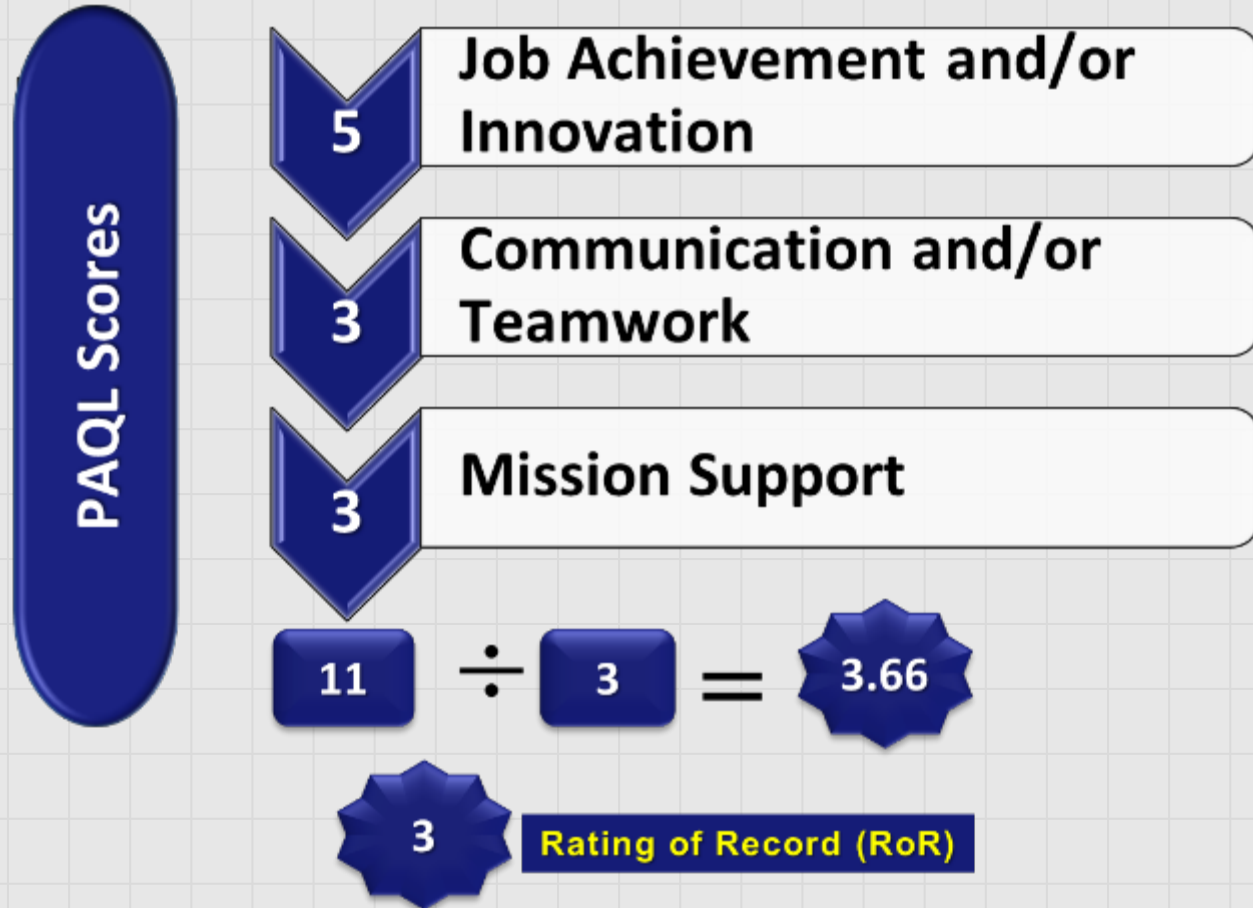 PAQL Scores
5
Job Achievement and/or
Innovation
3
Communication and/or
Teamwork
3
Mission Support
11 ÷ 3 = 3.66
3 Rating of Record (RoR)